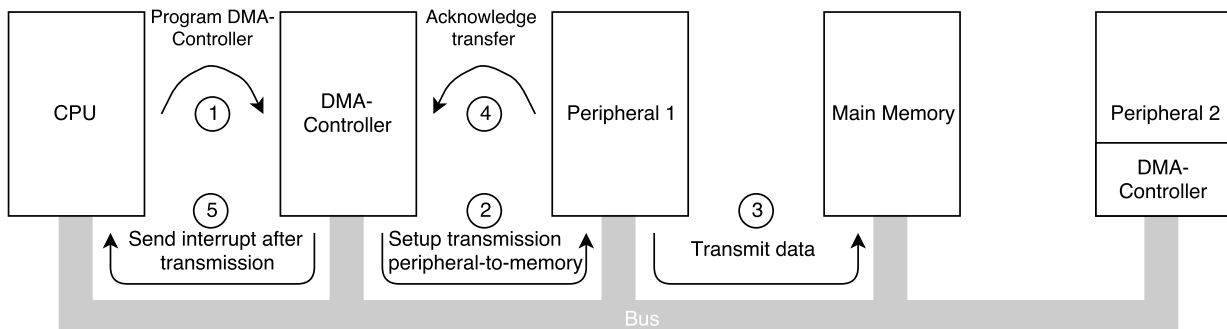 Program DMA-
Controller
Acknowledge
transfer
CPU
1
DMA-
Controller
4
Peripheral 1
Main Memory
Peripheral 2
DMA-
Controller
5
Send interrupt after
transmission
2
Setup transmission
peripheral-to-memory
3
Transmit data
Bus